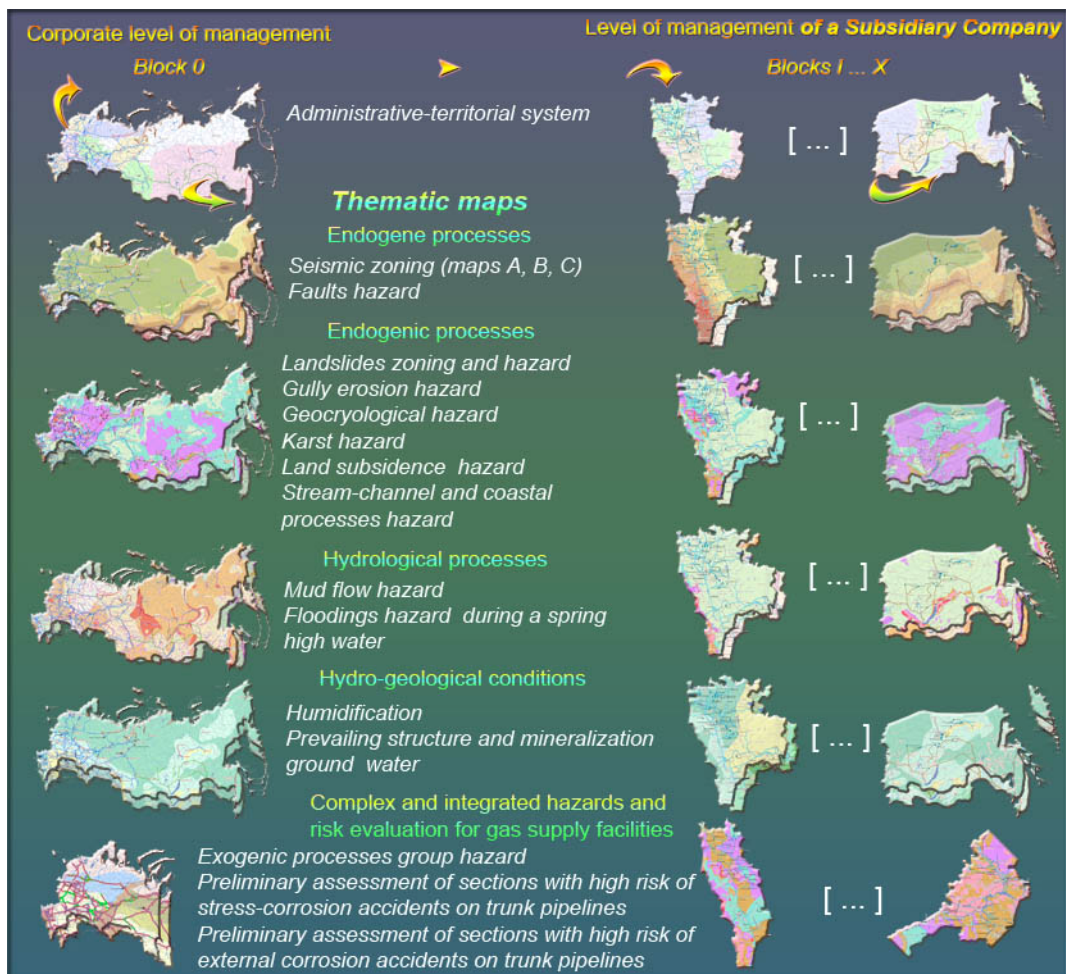 Corporate level of management
Level of management of a Subsidiary Company
Block 0
Blocks I ... X
Administrative-territorial system
[ ... ]
Thematic maps
Endogene processes
Seismic zoning (maps A, B, C)
Faults hazard
[ ... ]
Endogenic processes
Landslides zoning and hazard
Gully erosion hazard
Geocryological hazard
Karst hazard
Land subsidence hazard
Stream-channel and coastal
processes hazard
[ ... ]
Hydrological processes
Mud flow hazard
Floodings hazard during a spring
high water
[ ... ]
Hydro-geological conditions
Humidification
Prevailing structure and mineralization
ground water
[ ... ]
Complex and integrated hazards and
risk evaluation for gas supply facilities
Exogenic processes group hazard
Preliminary assessment of sections with high risk of
stress-corrosion accidents on trunk pipelines
Preliminary assessment of sections with high risk of
external corrosion accidents on trunk pipelines
[ ... ]